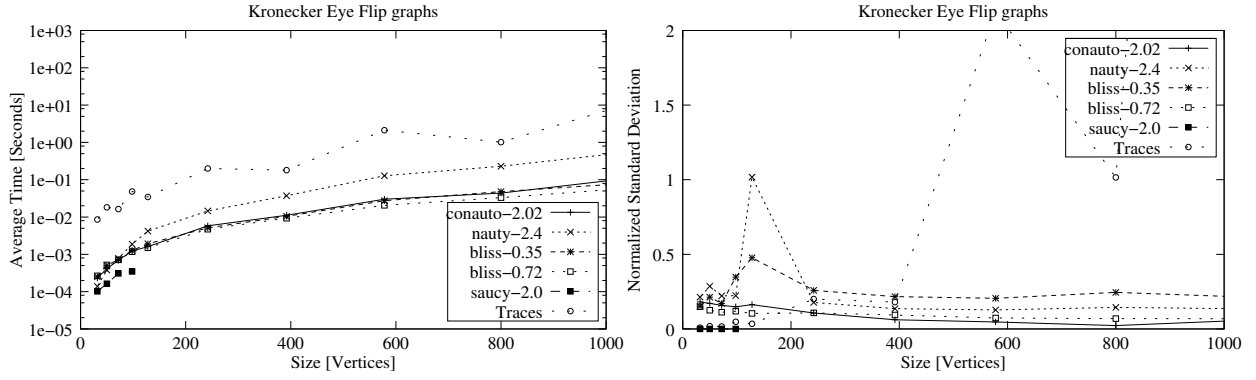 Kronecker Eye Flip graphs
1e+03
1e+02
1e+01
1e+00
1e−01
1e−02
1e−03
1e−04
1e−05
Average Time [Seconds]
0 200 400 600 800 1000
Size [Vertices]
conauto−2.02
nauty−2.4
bliss−0.35
bliss−0.72
saucy−2.0
Traces
Kronecker Eye Flip graphs
2
1.5
1
0.5
0
Normalized Standard Deviation
0 200 400 600 800 1000
Size [Vertices]
conauto−2.02
nauty−2.4
bliss−0.35
bliss−0.72
saucy−2.0
Traces